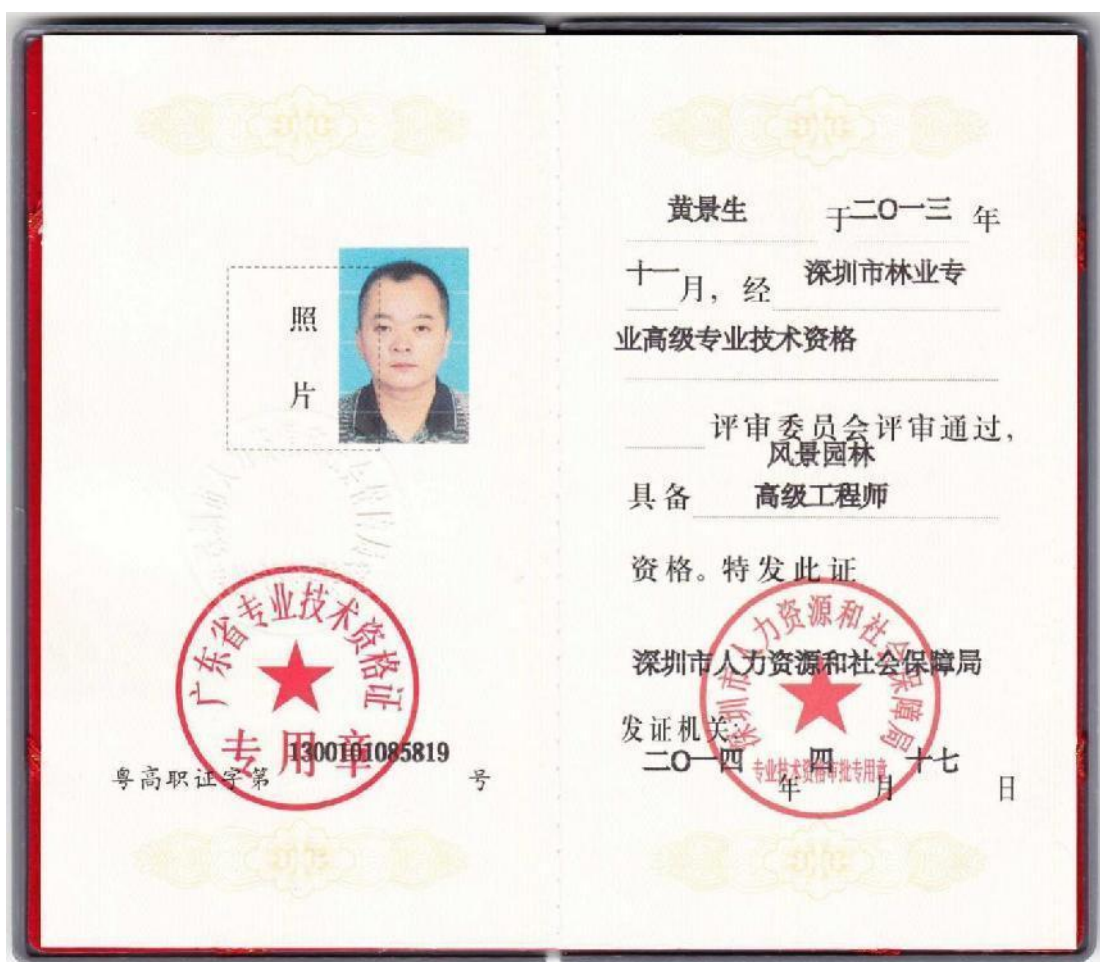 照
片
广东省专业技术资格证
专用章
粤高职证字第 1300101085819 号
黄景生 于二〇一三 年
十一月，经 深圳市林业专
业高级专业技术资格
评审委员会评审通过，
风景园林
具备 高级工程师
资格。特发此证
深圳市人力资源和社会保障局
深圳市人力资源和社会保障局
专业技术资格审批专用章
发证机关：
二〇一四 年 四 月 十七 日